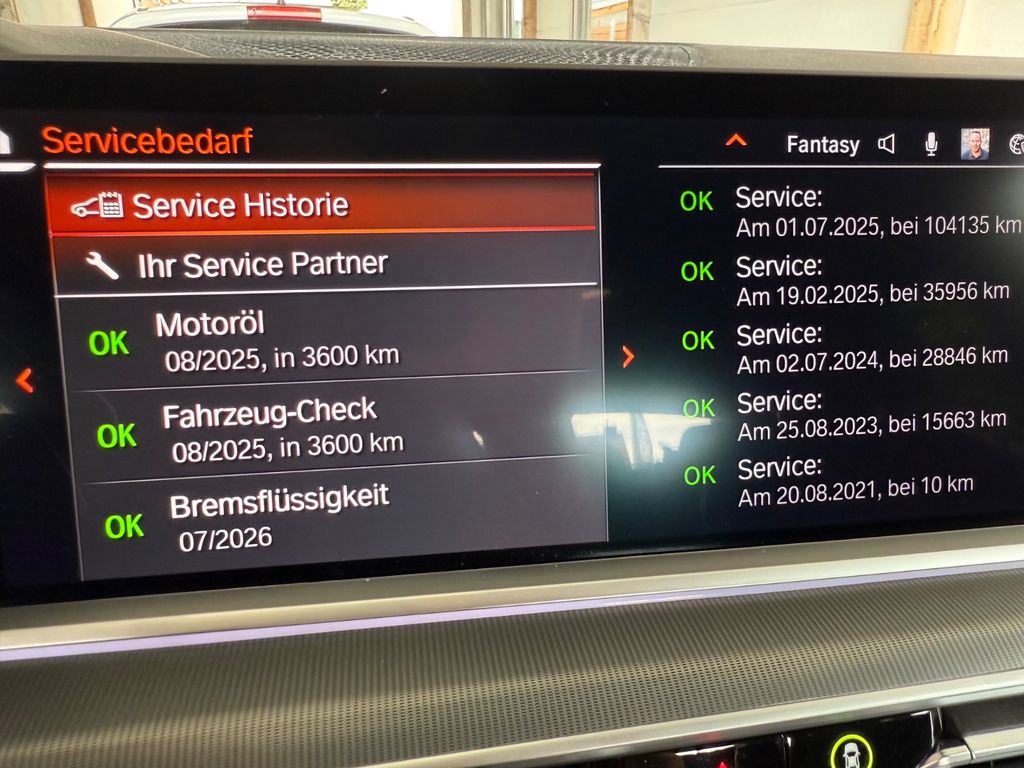 Servicebedarf
Fantasy
Service Historie
Ihr Service Partner
OK Motoröl
08/2025, in 3600 km
OK Fahrzeug-Check
08/2025, in 3600 km
OK Bremsflüssigkeit
07/2026
OK Service:
Am 01.07.2025, bei 104135 km
OK Service:
Am 19.02.2025, bei 35956 km
OK Service:
Am 02.07.2024, bei 28846 km
OK Service:
Am 25.08.2023, bei 15663 km
OK Service:
Am 20.08.2021, bei 10 km